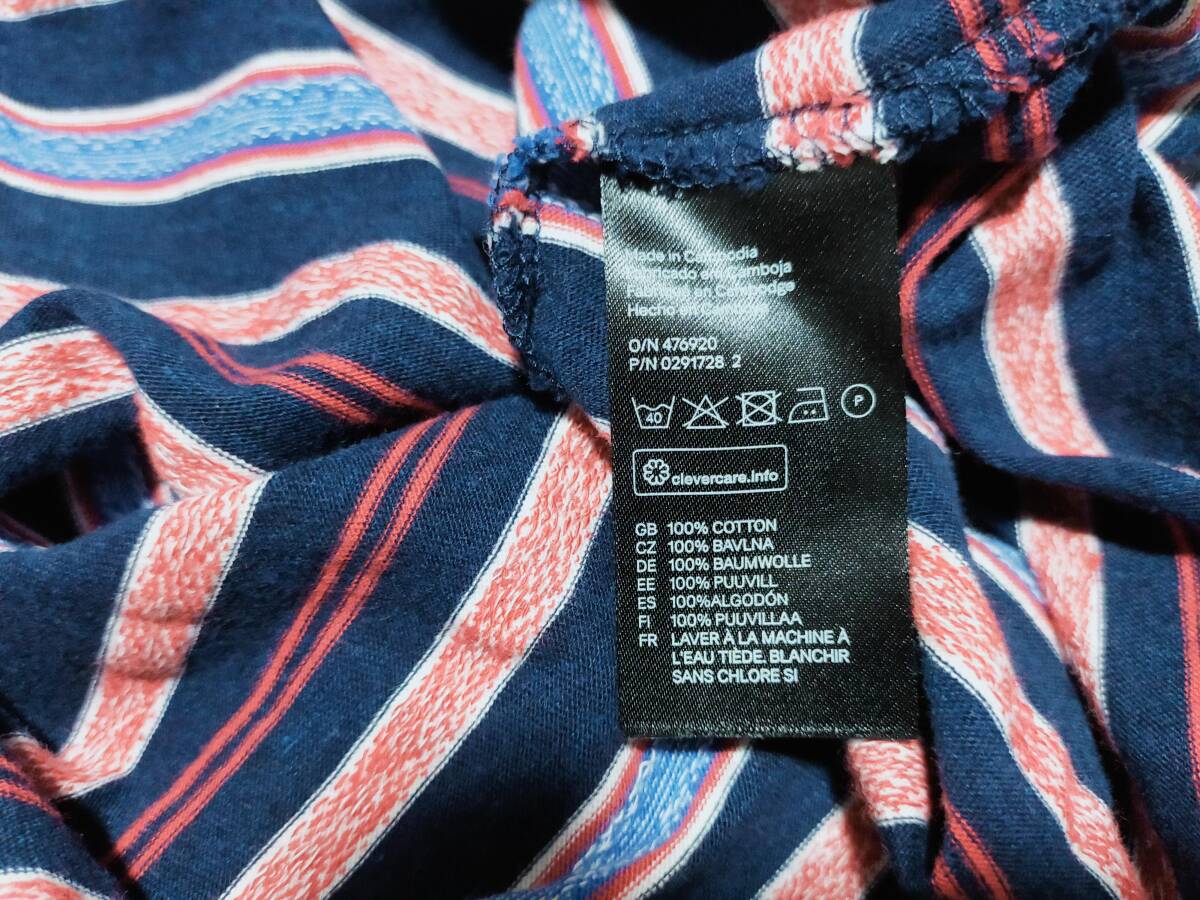 Made in Cambodia
Camboja
Hecho
O/N 476920
P/N 0291728 2
40
P
clevercare.info
GB 100% COTTON
CZ 100% BAVLNA
DE 100% BAUMWOLLE
EE 100% PUUVILL
ES 100%ALGODÓN
FI 100% PUUVILLAA
FR LAVER À LA MACHINE À
L'EAU TIÈDE. BLANCHIR
SANS CHLORE SI